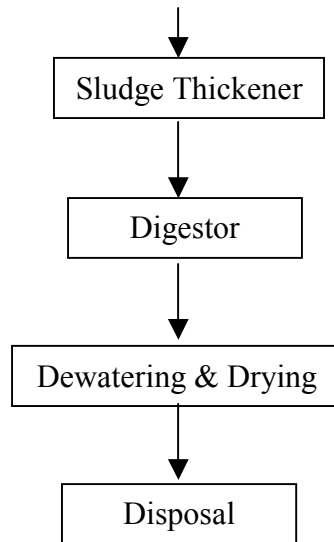 Sludge Thickener
Digestor
Dewatering & Drying
Disposal